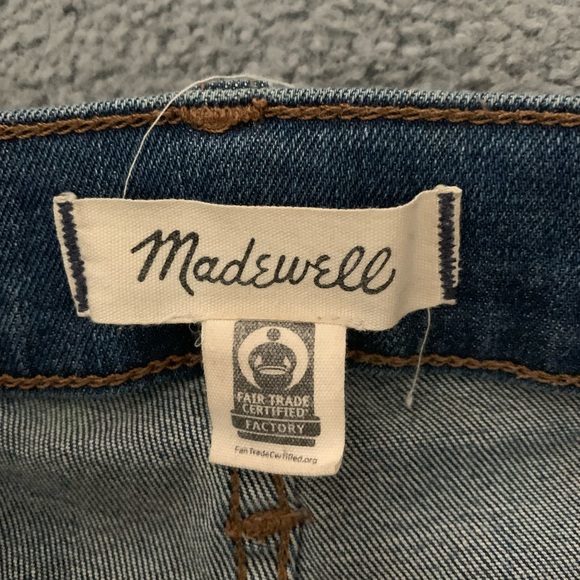 Madewell
FAIR TRADE
CERTIFIED
FACTORY
FairTradeCertified.org